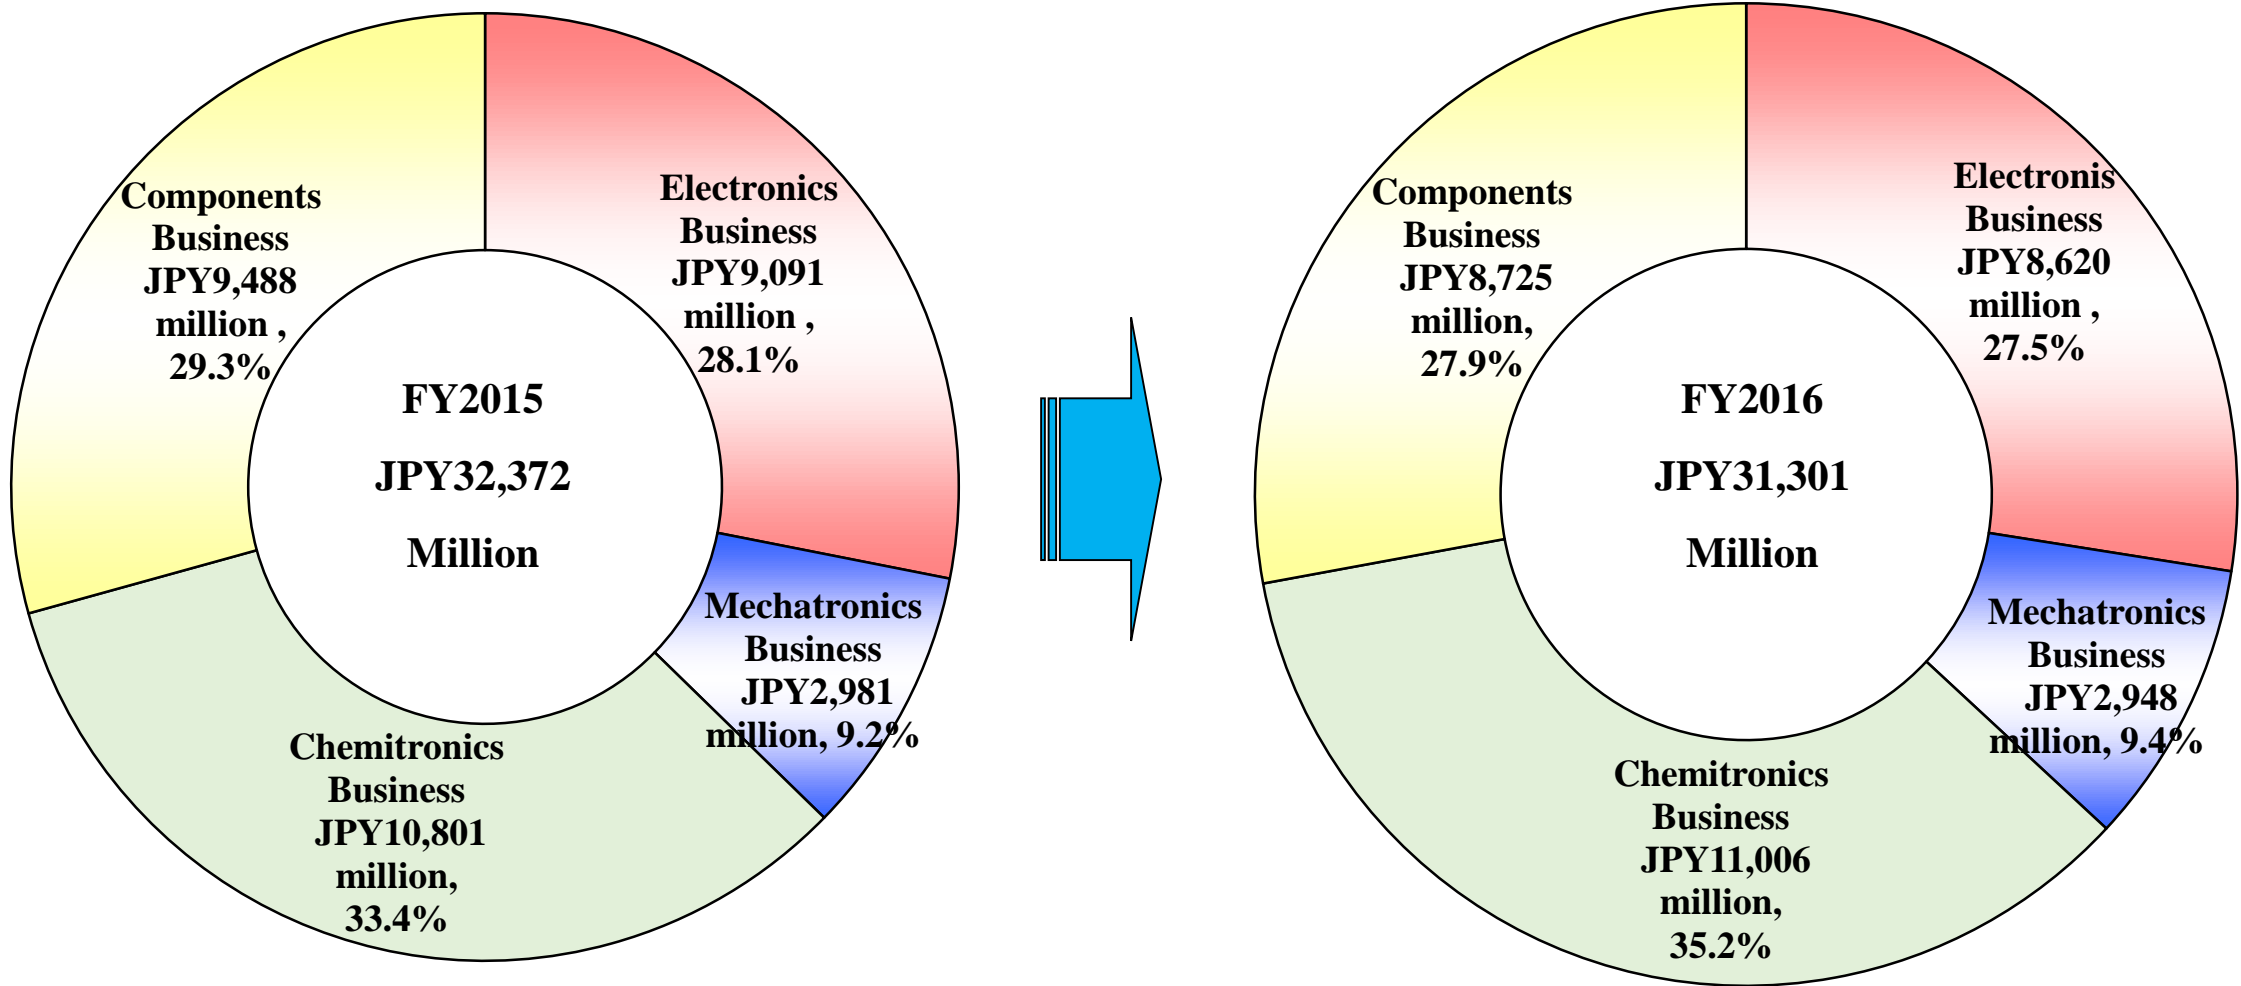 Components
Business
JPY9,488
million ,
29.3%
Electronics
Business
JPY9,091
million ,
28.1%
FY2015
JPY32,372
Million
Mechatronics
Business
JPY2,981
million, 9.2%
Chemitronics
Business
JPY10,801
million,
33.4%
Components
Business
JPY8,725
million,
27.9%
Electronis
Business
JPY8,620
million ,
27.5%
FY2016
JPY31,301
Million
Mechatronics
Business
JPY2,948
million, 9.4%
Chemitronics
Business
JPY11,006
million,
35.2%